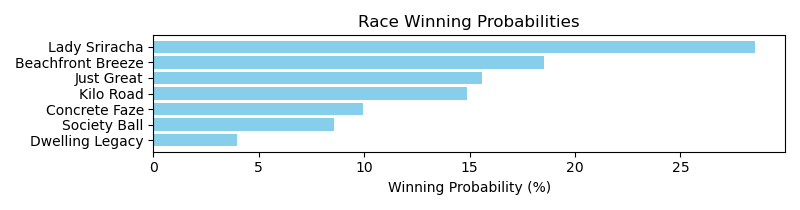 Race Winning Probabilities
Lady Sriracha
Beachfront Breeze
Just Great
Kilo Road
Concrete Faze
Society Ball
Dwelling Legacy
0 5 10 15 20 25
Winning Probability (%)